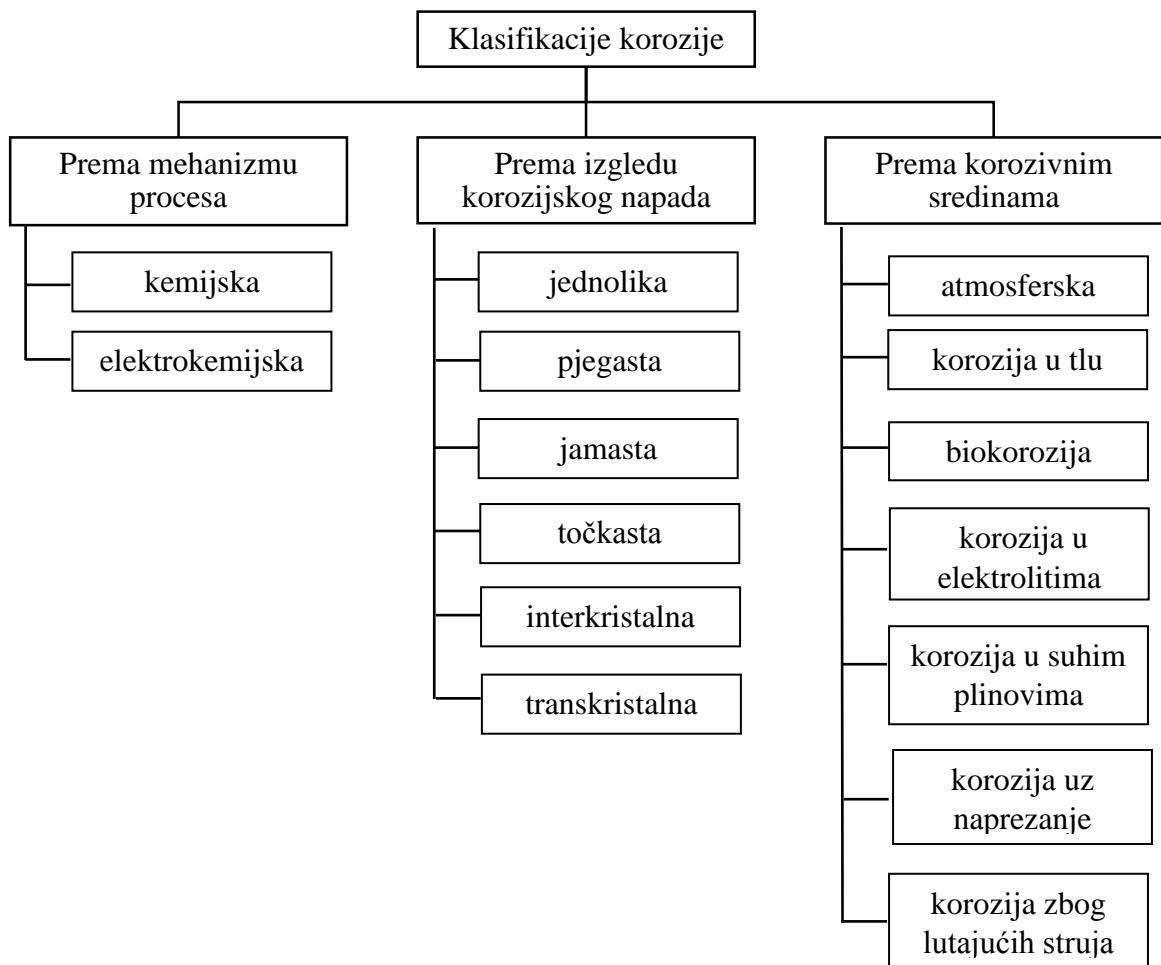 Klasifikacije korozije
Prema mehanizmu
procesa
kemijska
elektrokemijska
Prema izgledu
korozijskog napada
jednolika
pjegasta
jamasta
točkasta
interkristalna
transkristalna
Prema korozivnim
sredinama
atmosferska
korozija u tlu
biokorozija
korozija u
elektrolitima
korozija u suhim
plinovima
korozija uz
naprezanje
korozija zbog
lutajućih struja